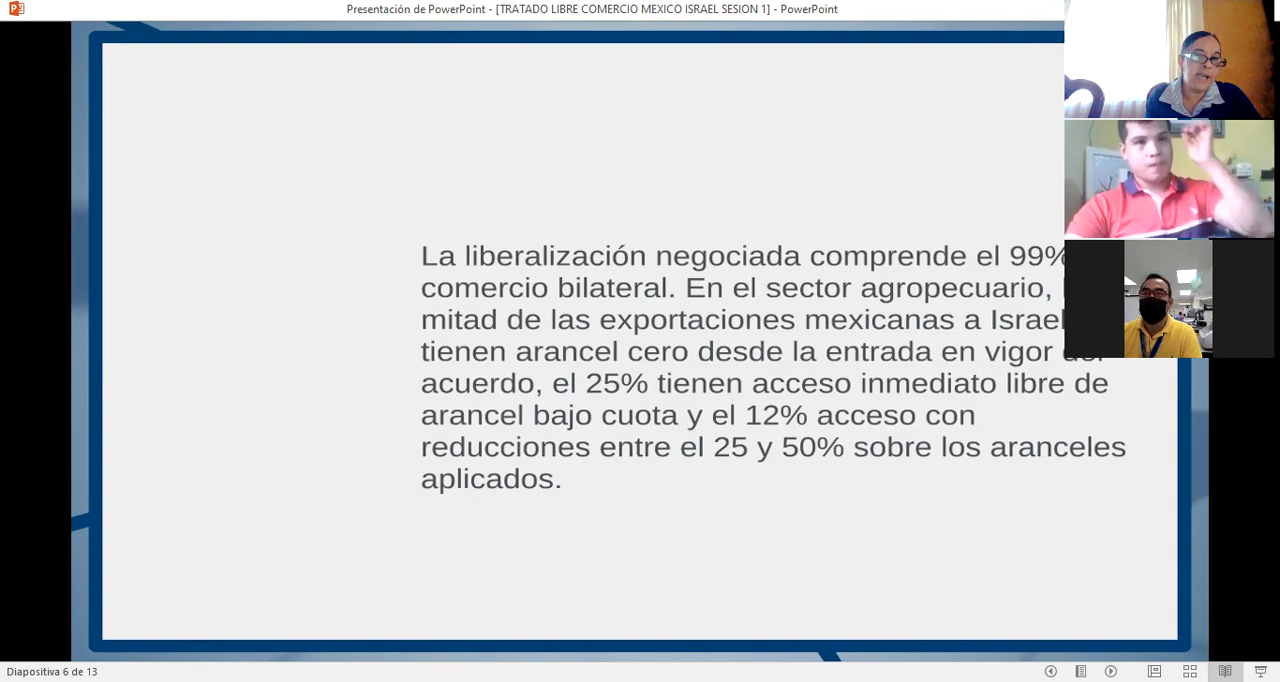 Presentación de PowerPoint - [TRATADO LIBRE COMERCIO MEXICO ISRAEL SESION 1] - PowerPoint
La liberalización negociada comprende el 99%
comercio bilateral. En el sector agropecuario,
mitad de las exportaciones mexicanas a Israel
tienen arancel cero desde la entrada en vigor del
acuerdo, el 25% tienen acceso inmediato libre de
arancel bajo cuota y el 12% acceso con
reducciones entre el 25 y 50% sobre los aranceles
aplicados.
Diapositiva 6 de 13